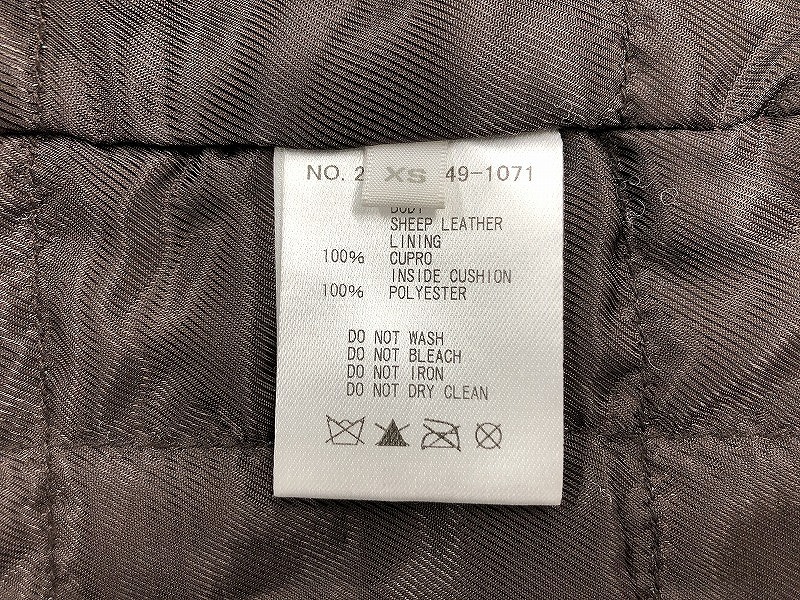 NO. 2 XS 49-1071
BODY
SHEEP LEATHER
LINING
100% CUPRO
INSIDE CUSHION
100% POLYESTER
DO NOT WASH
DO NOT BLEACH
DO NOT IRON
DO NOT DRY CLEAN